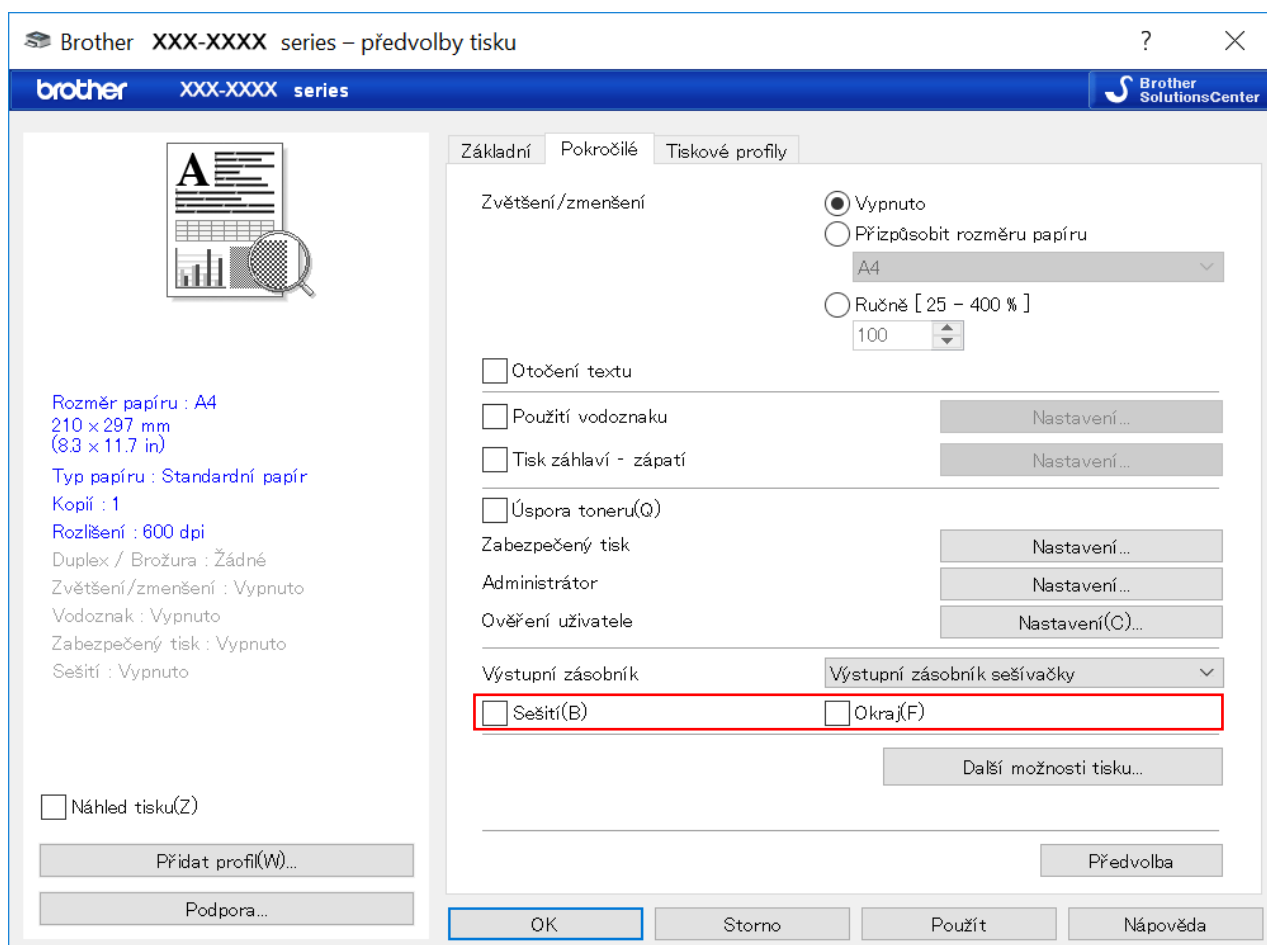 Brother XXX-XXXX series – předvolby tisku
brother XXX-XXXX series
Brother
SolutionsCenter
A
Rozměr papíru : A4
210 x 297 mm
(8.3 x 11.7 in)
Typ papíru : Standardní papír
Kopií : 1
Rozlišení : 600 dpi
Duplex / Brožura : Žádné
Zvětšení/zmenšení : Vypnuto
Vodoznak : Vypnuto
Zabezpečený tisk : Vypnuto
Sešití : Vypnuto
Náhled tisku(Z)
Přidat profil(W)...
Podpora...
Základní Pokročilé Tiskové profily
Zvětšení/zmenšení
Vypnuto
Přizpůsobit rozměru papíru
A4
Ručně [ 25 – 400 % ]
100
Otočení textu
Použití vodoznaku Nastavení...
Tisk záhlaví - zápatí Nastavení...
Úspora toneru(Q)
Zabezpečený tisk Nastavení...
Administrátor Nastavení...
Ověření uživatele Nastavení(C)...
Výstupní zásobník Výstupní zásobník sešívačky
Sešití(B) Okraj(F)
Další možnosti tisku...
Předvolba
OK Storno Použít Nápověda